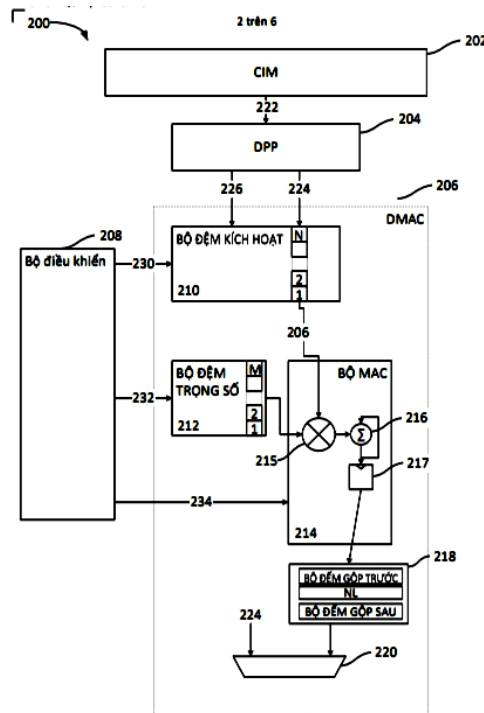 200
2 trên 6
202
CIM
222
204
DPP
226
224
206
DMAC
208
Bộ điều khiển
230
BỘ ĐỆM KÍCH HOẠT
N
2
1
210
206
232
BỘ ĐỆM
TRỌNG SỐ
M
2
1
212
BỘ MAC
215
Σ
216
217
234
214
218
BỘ ĐẾM GỘP TRƯỚC
NL
BỘ ĐẾM GỘP SAU
224
220